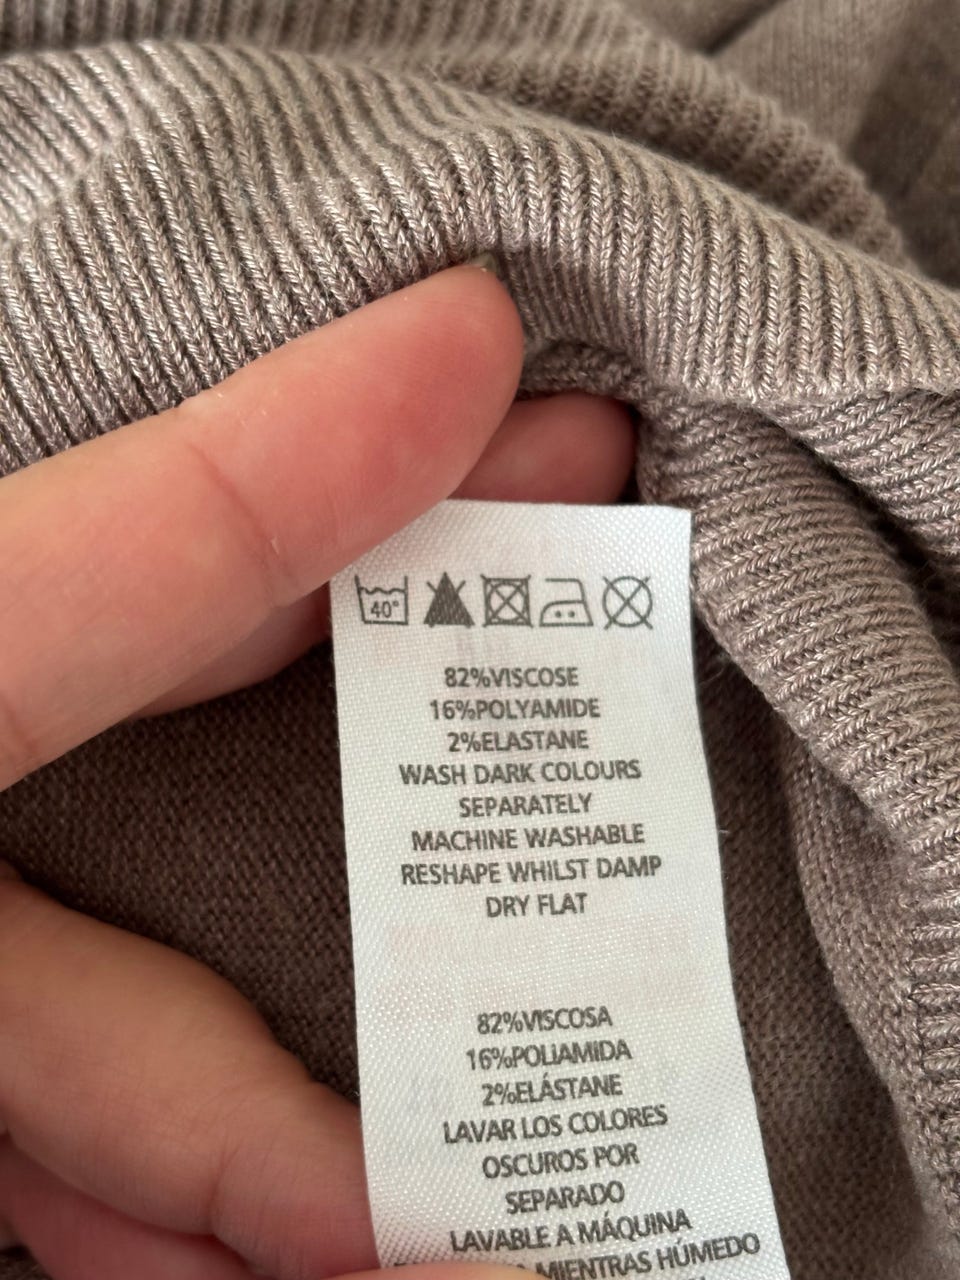 40°
82%VISCOSE
16%POLYAMIDE
2%ELASTANE
WASH DARK COLOURS
SEPARATELY
MACHINE WASHABLE
RESHAPE WHILST DAMP
DRY FLAT
82%VISCOSA
16%POLIAMIDA
2%ELÁSTANE
LAVAR LOS COLORES
OSCUROS POR
SEPARADO
LAVABLE A MÁQUINA
MIENTRAS HÚMEDO